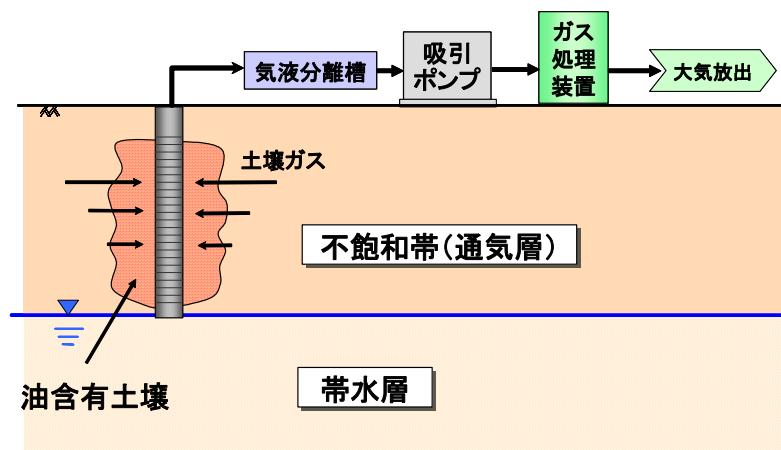 気液分離槽
吸引
ポンプ
ガス
処理
装置
大気放出
土壌ガス
不飽和帯(通気層)
油含有土壌
帯水層